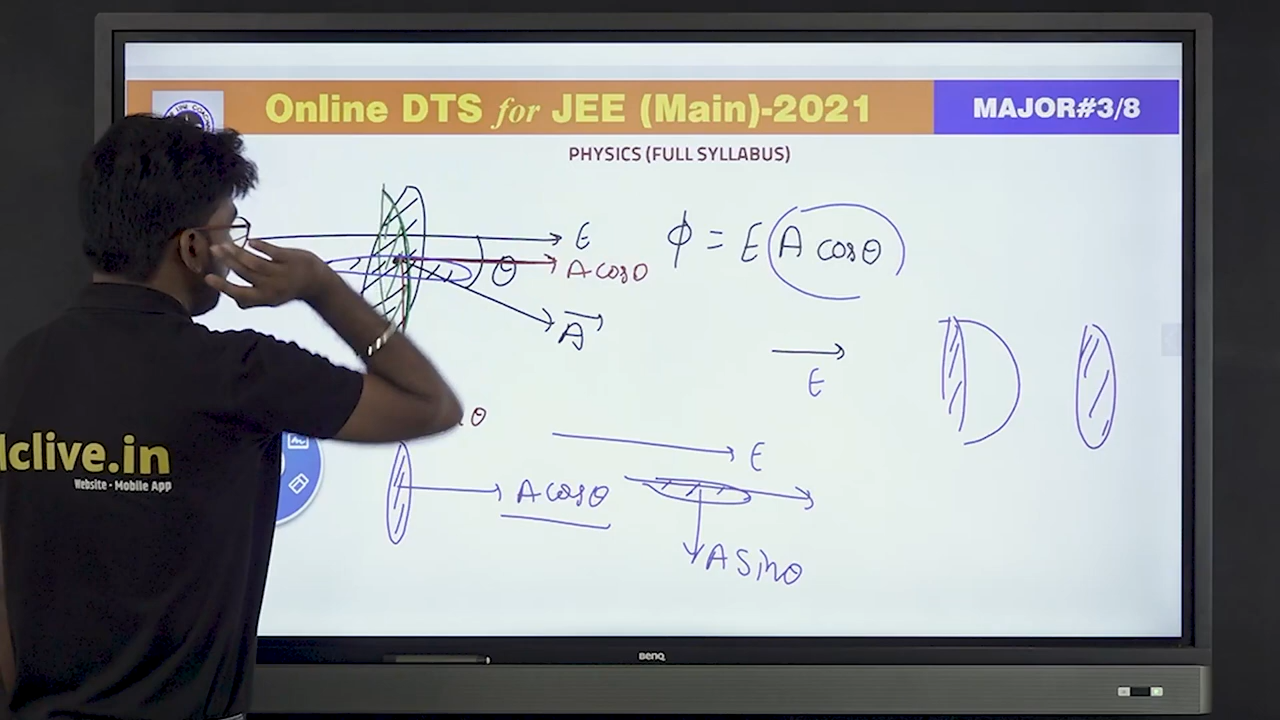 Online DTS for JEE (Main)-2021
MAJOR#3/8
PHYSICS (FULL SYLLABUS)
E
A cosθ
θ
A
ϕ = E A cosθ
E
θ
E
A cosθ
A sinθ
lclive.in
Website - Mobile App
BENQ